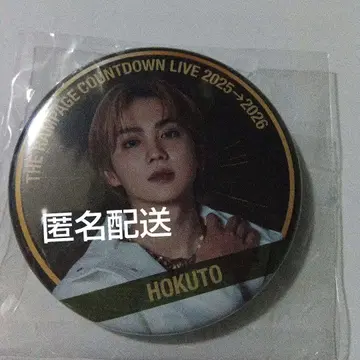 THE RAMPAGE COUNTDOWN LIVE 2025→2026
匿名配送
HOKUTO